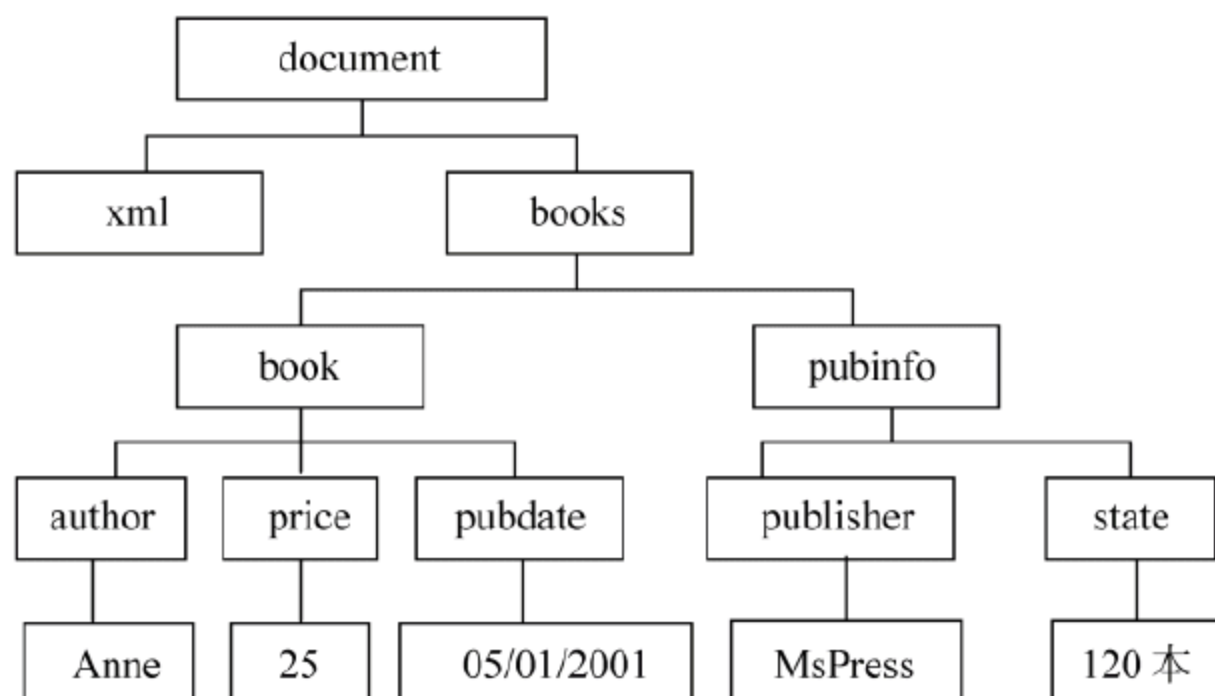 document
xml books
book pubinfo
author price pubdate publisher state
Anne 25 05/01/2001 MsPress 120 本